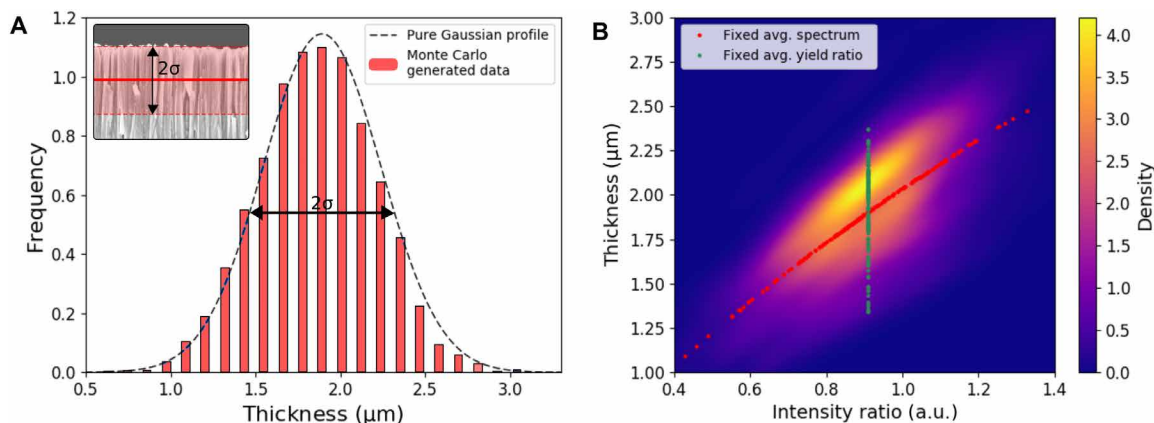 A
1.2
1.0
0.8
0.6
0.4
0.2
0.0
Frequency
0.5
1.0
1.5
2.0
2.5
3.0
Thickness (μm)
2σ
2σ
Pure Gaussian profile
Monte Carlo
generated data
B
3.00
2.75
2.50
2.25
2.00
1.75
1.50
1.25
1.00
Thickness (μm)
0.4
0.6
0.8
1.0
1.2
1.4
Intensity ratio (a.u.)
Fixed avg. spectrum
Fixed avg. yield ratio
4.0
3.5
3.0
2.5
2.0
1.5
1.0
0.5
0.0
Density